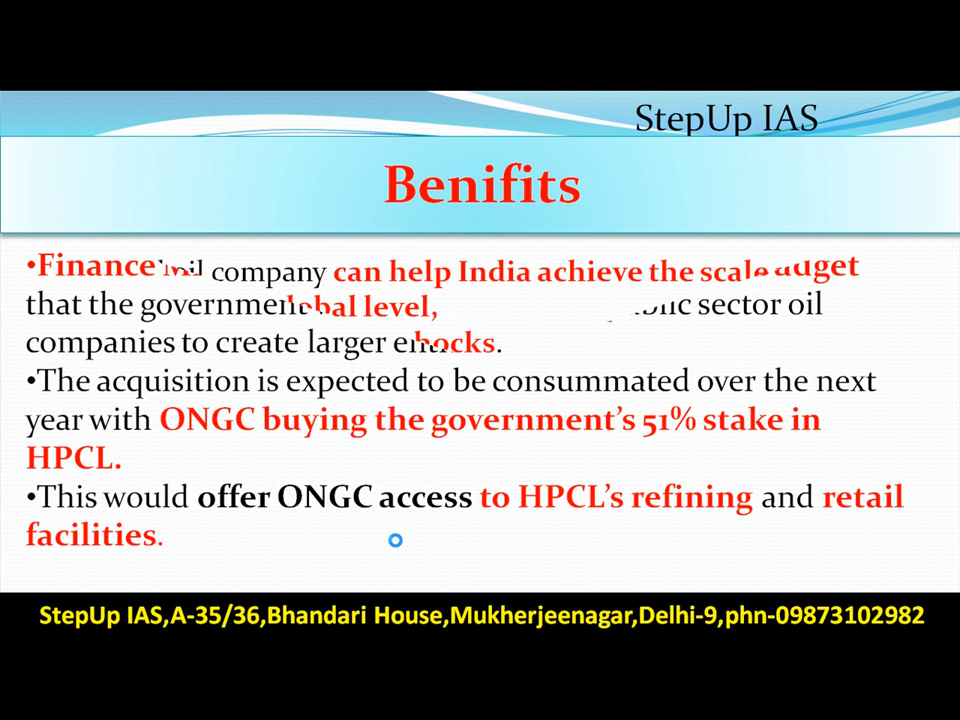 StepUp IAS
Benifits
•Finance oil company can help India achieve the scale
that the government level, sector oil
companies to create larger
•The acquisition is expected to be consummated over the next
year with ONGC buying the government’s 51% stake in
HPCL.
•This would offer ONGC access to HPCL’s refining and retail
facilities.
StepUp IAS,A-35/36,Bhandari House,Mukherjeenagar,Delhi-9,phn-09873102982